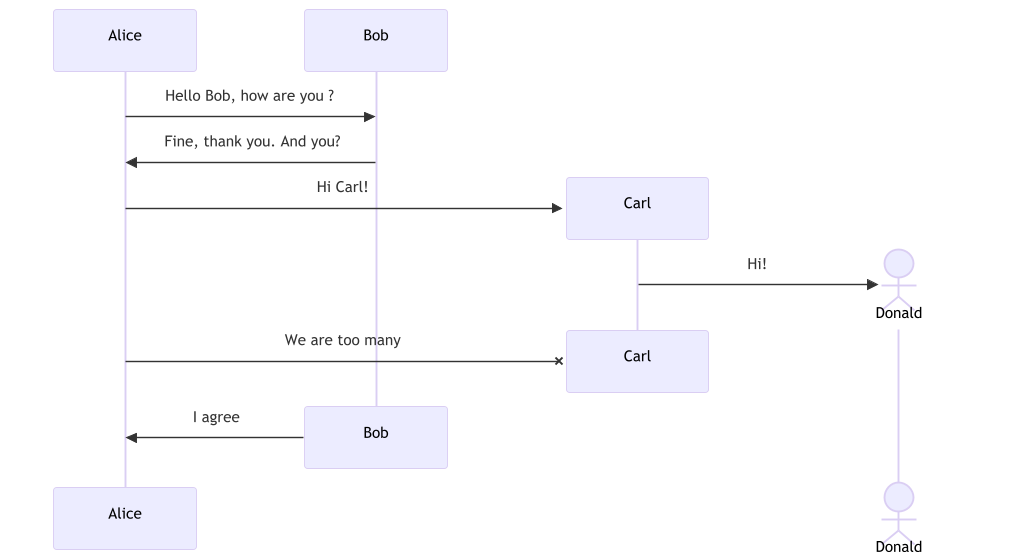 Alice
Bob
Hello Bob, how are you ?
Fine, thank you. And you?
Hi Carl!
Carl
Hi!
Donald
We are too many
Carl
I agree
Bob
Alice
Donald